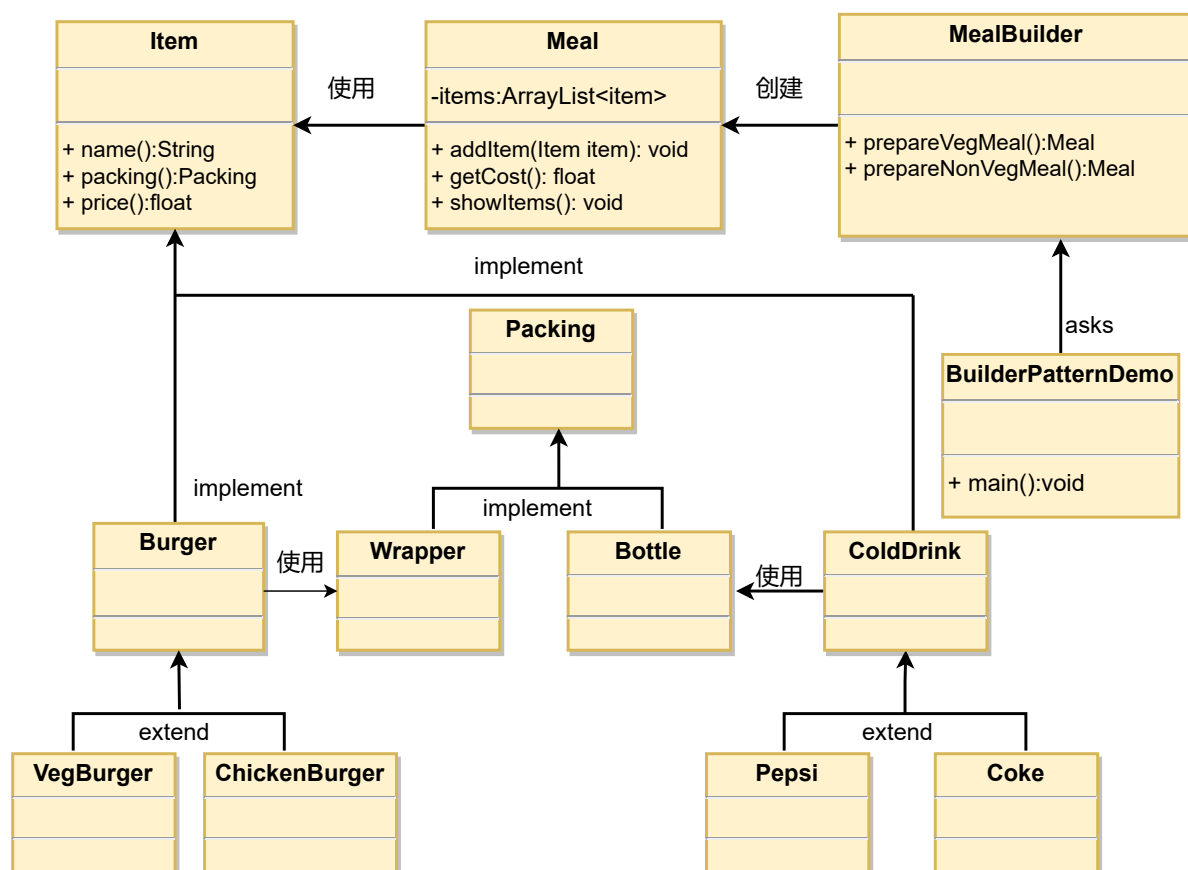 Item
+ name():String
+ packing():Packing
+ price():float
使用
Meal
-items:ArrayList<item>
+ addItem(Item item): void
+ getCost(): float
+ showItems(): void
创建
MealBuilder
+ prepareVegMeal():Meal
+ prepareNonVegMeal():Meal
implement
asks
Packing
BuilderPatternDemo
+ main():void
implement
implement
Burger
使用
Wrapper
Bottle
使用
ColdDrink
extend
extend
VegBurger
ChickenBurger
Pepsi
Coke